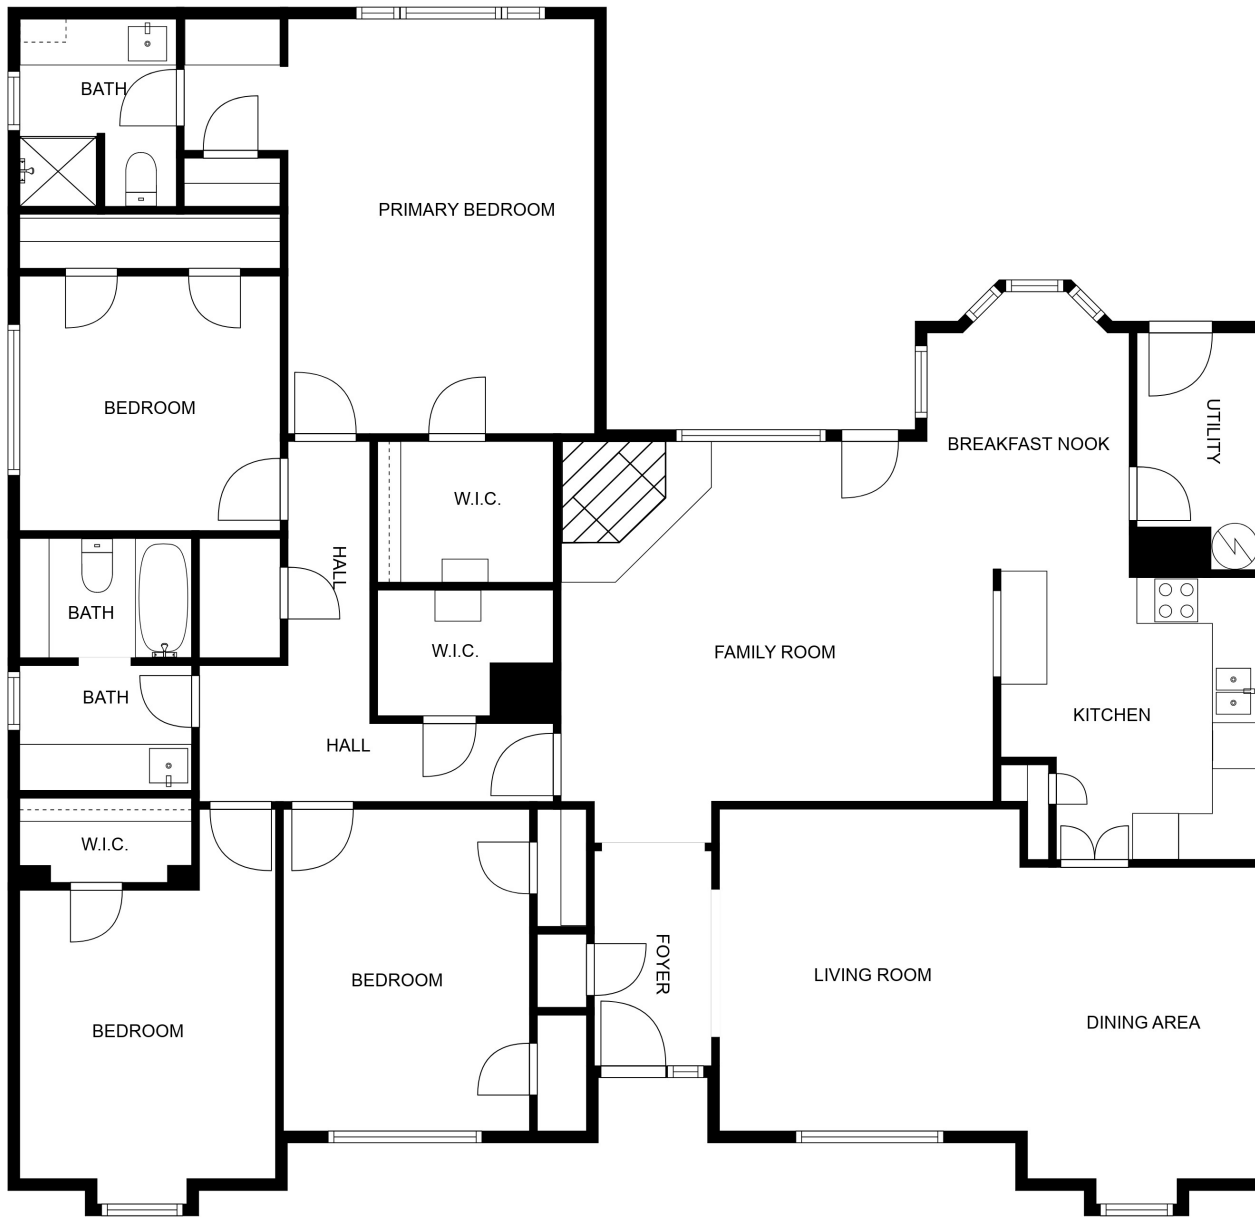 BATH
PRIMARY BEDROOM
BEDROOM
BREAKFAST NOOK
UTILITY
W.I.C.
HALL
BATH
W.I.C.
FAMILY ROOM
BATH
KITCHEN
HALL
W.I.C.
FOYER
LIVING ROOM
BEDROOM
DINING AREA
BEDROOM